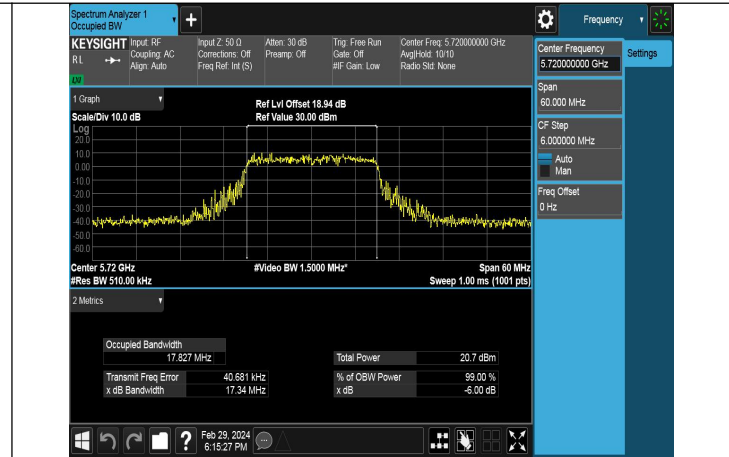 Spectrum Analyzer 1
Occupied BW
Frequency
KEYSIGHT
R L
LXI
Input: RF
Coupling: AC
Align: Auto
Input Z: 50 Ω
Corrections: Off
Freq Ref: Int (S)
Atten: 30 dB
Preamp: Off
Trig: Free Run
Gate: Off
#IF Gain: Low
Center Freq: 5.720000000 GHz
Avg|Hold: 10/10
Radio Std: None
Center Frequency
5.720000000 GHz
Settings
Span
60.000 MHz
CF Step
6.000000 MHz
Auto
Man
Freq Offset
0 Hz
1 Graph
Scale/Div 10.0 dB
Ref Lvl Offset 18.94 dB
Ref Value 30.00 dBm
Log
20.0
10.0
0.00
-10.0
-20.0
-30.0
-40.0
-50.0
-60.0
Center 5.72 GHz
#Res BW 510.00 kHz
#Video BW 1.5000 MHz*
Span 60 MHz
Sweep 1.00 ms (1001 pts)
2 Metrics
Occupied Bandwidth
17.827 MHz
Total Power 20.7 dBm
Transmit Freq Error 40.681 kHz
% of OBW Power 99.00 %
x dB Bandwidth 17.34 MHz
x dB -6.00 dB
?
Feb 29, 2024
6:15:27 PM